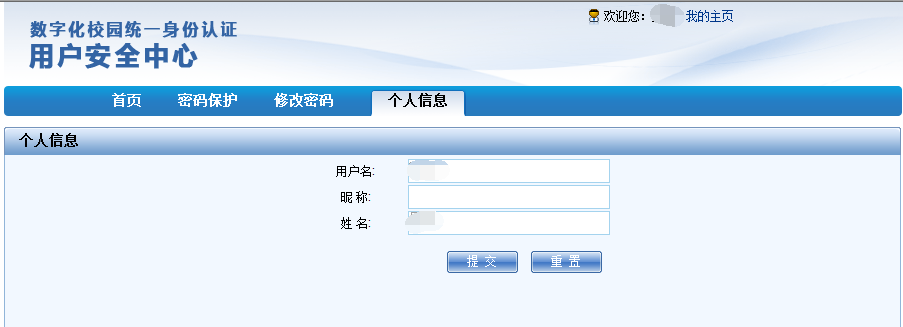 欢迎您: 我的主页
数字化校园统一身份认证
用户安全中心
首页 密码保护 修改密码 个人信息
个人信息
用户名:
昵 称:
姓 名:
提 交 重 置